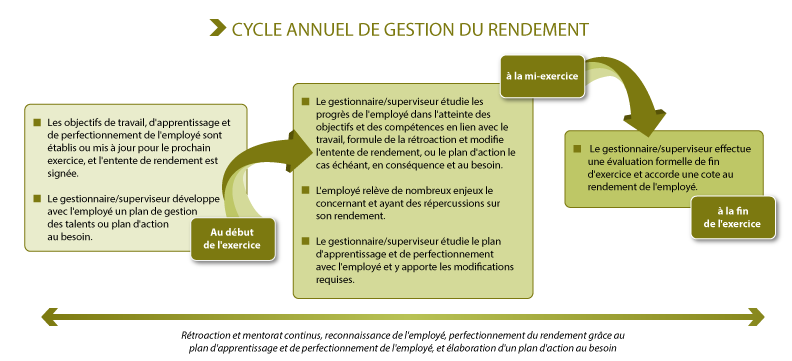 CYCLE ANNUEL DE GESTION DU RENDEMENT
Les objectifs de travail, d'apprentissage et
de perfectionnement de l'employé sont
établis ou mis à jour pour le prochain
exercice, et l'entente de rendement est
signée.
Le gestionnaire/superviseur développe
avec l'employé un plan de gestion
des talents ou plan d'action
au besoin.
Au début
de l'exercice
Le gestionnaire/superviseur étudie les
progrès de l'employé dans l'atteinte des
objectifs et des compétences en lien avec le
travail, formule de la rétroaction et modifie
l'entente de rendement, ou le plan d'action le
cas échéant, en conséquence et au besoin.
L'employé relève de nombreux enjeux le
concernant et ayant des répercussions sur
son rendement.
Le gestionnaire/superviseur étudie le plan
d'apprentissage et de perfectionnement
avec l'employé et y apporte les modifications
requises.
à la mi-exercice
Le gestionnaire/superviseur effectue
une évaluation formelle de fin
d'exercice et accorde une cote au
rendement de l'employé.
à la fin
de l'exercice
Rétroaction et mentorat continus, reconnaissance de l'employé, perfectionnement du rendement grâce au
plan d'apprentissage et de perfectionnement de l'employé, et élaboration d'un plan d'action au besoin